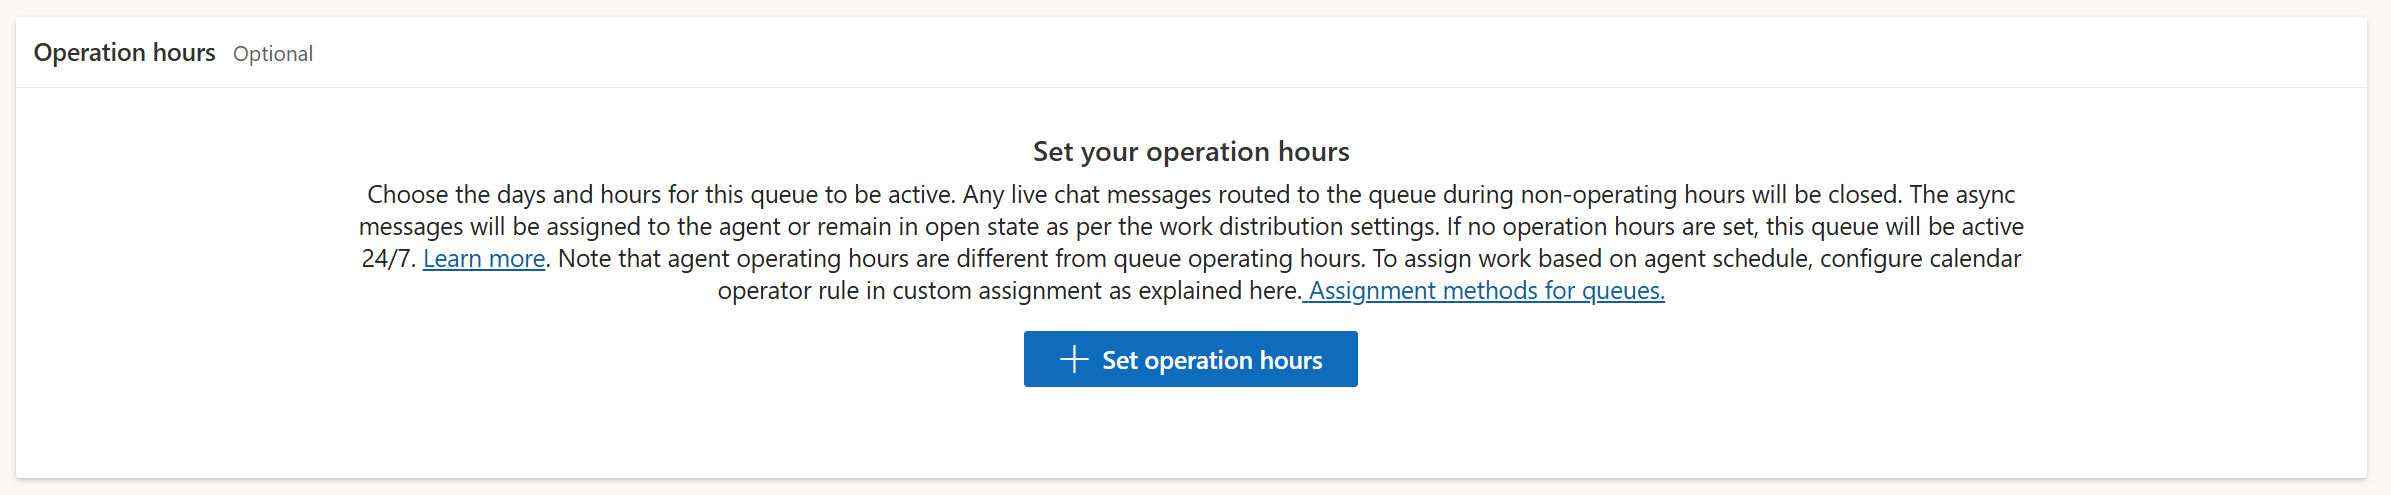 Operation hours Optional
Set your operation hours
Choose the days and hours for this queue to be active. Any live chat messages routed to the queue during non-operating hours will be closed. The async
messages will be assigned to the agent or remain in open state as per the work distribution settings. If no operation hours are set, this queue will be active
24/7. Learn more. Note that agent operating hours are different from queue operating hours. To assign work based on agent schedule, configure calendar
operator rule in custom assignment as explained here. Assignment methods for queues.
Set operation hours